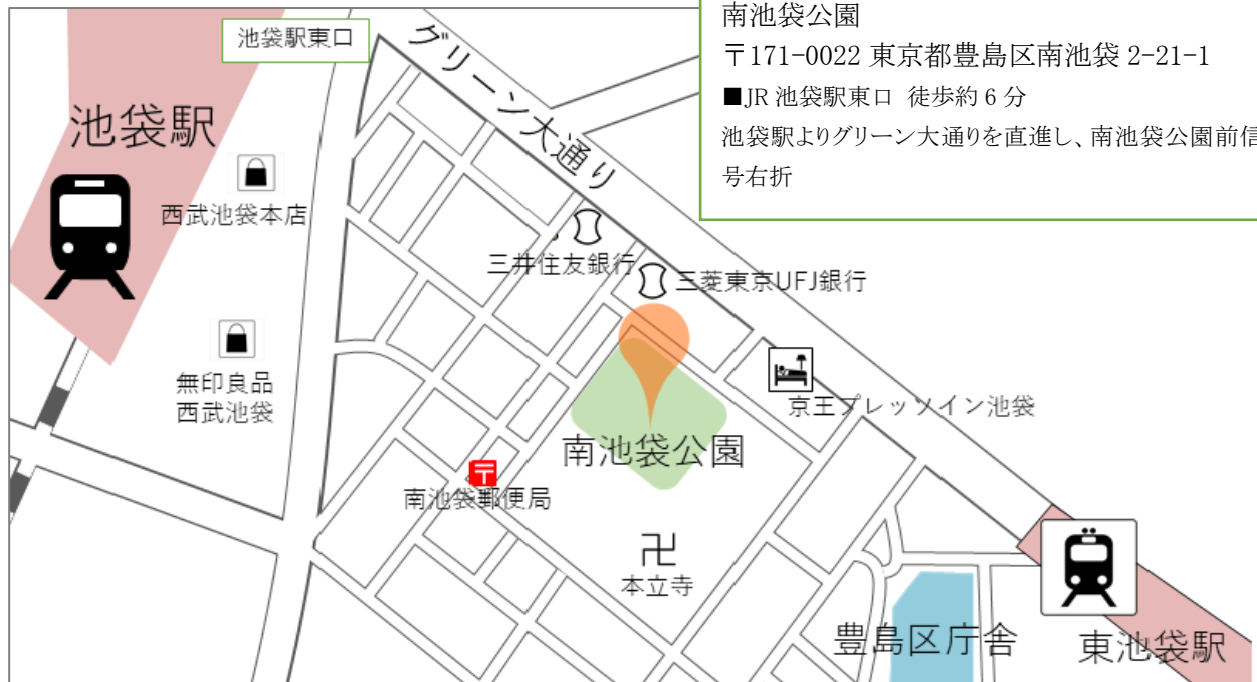 池袋駅東口
グリーン大通り
南池袋公園
〒171-0022 東京都豊島区南池袋 2-21-1
■JR 池袋駅東口 徒歩約 6 分
池袋駅よりグリーン大通りを直進し、南池袋公園前信
号右折
池袋駅
西武池袋本店
三井住友銀行
三菱東京UFJ銀行
無印良品
西武池袋
京王プレッソイン池袋
南池袋公園
〒
南池袋郵便局
卍
本立寺
豊島区庁舎
東池袋駅